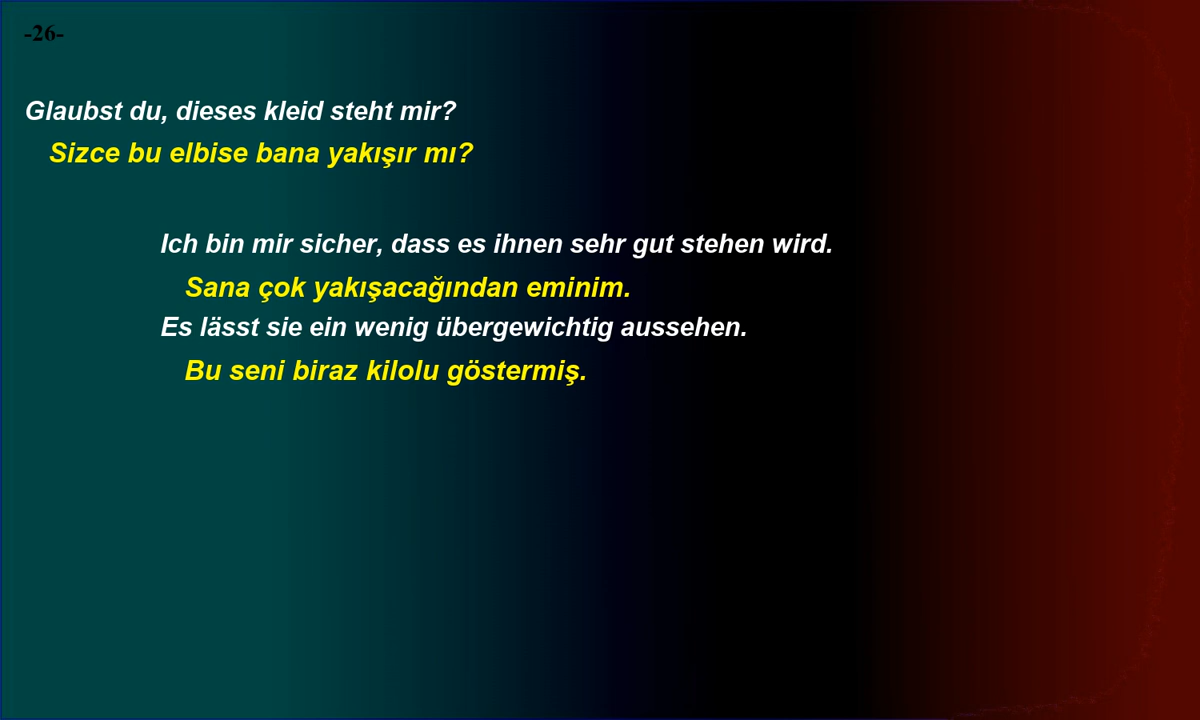 -26-
Glaubst du, dieses kleid steht mir?
Sizce bu elbise bana yakışır mı?
Ich bin mir sicher, dass es ihnen sehr gut stehen wird.
Sana çok yakışacağından eminim.
Es lässt sie ein wenig übergewichtig aussehen.
Bu seni biraz kilolu göstermiş.